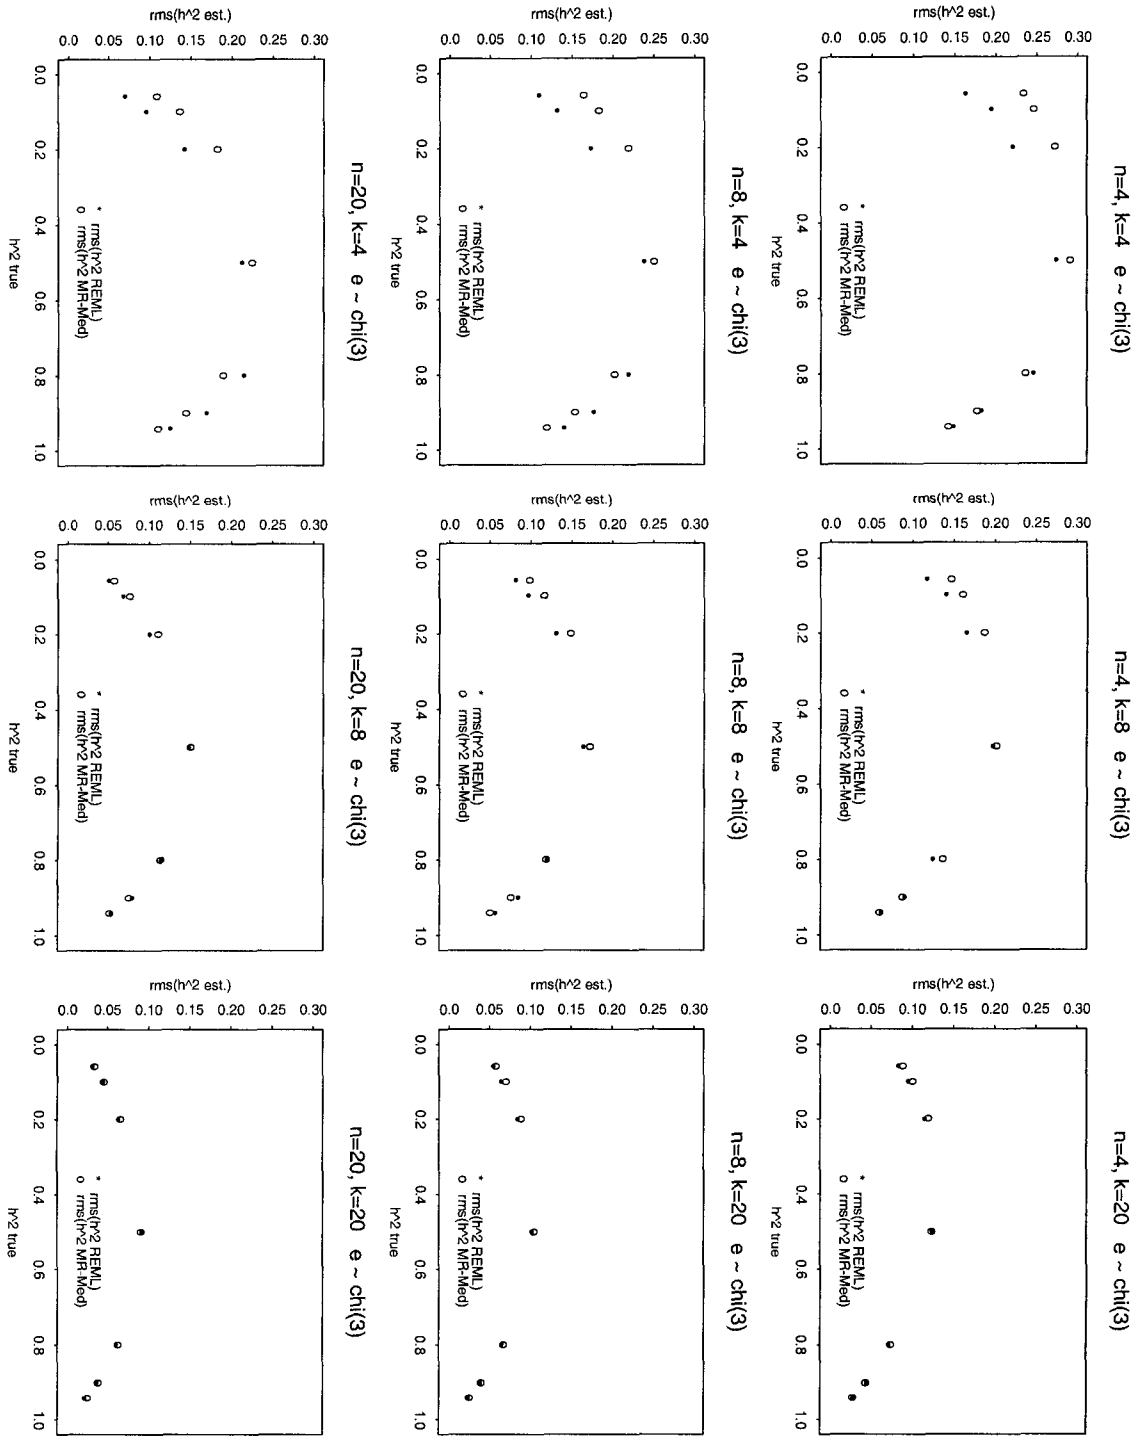 n=4, k=4 e ~ chi(3)
rms(h^2 est.)
0.0 0.05 0.10 0.15 0.20 0.25 0.30
* rms(h^2 REML)
o rms(h^2 MR-Med)
0.0 0.2 0.4 0.6 0.8 1.0
h^2 true
n=4, k=8 e ~ chi(3)
rms(h^2 est.)
0.0 0.05 0.10 0.15 0.20 0.25 0.30
* rms(h^2 REML)
o rms(h^2 MR-Med)
0.0 0.2 0.4 0.6 0.8 1.0
h^2 true
n=4, k=20 e ~ chi(3)
rms(h^2 est.)
0.0 0.05 0.10 0.15 0.20 0.25 0.30
* rms(h^2 REML)
o rms(h^2 MR-Med)
0.0 0.2 0.4 0.6 0.8 1.0
h^2 true
n=8, k=4 e ~ chi(3)
rms(h^2 est.)
0.0 0.05 0.10 0.15 0.20 0.25 0.30
* rms(h^2 REML)
o rms(h^2 MR-Med)
0.0 0.2 0.4 0.6 0.8 1.0
h^2 true
n=8, k=8 e ~ chi(3)
rms(h^2 est.)
0.0 0.05 0.10 0.15 0.20 0.25 0.30
* rms(h^2 REML)
o rms(h^2 MR-Med)
0.0 0.2 0.4 0.6 0.8 1.0
h^2 true
n=8, k=20 e ~ chi(3)
rms(h^2 est.)
0.0 0.05 0.10 0.15 0.20 0.25 0.30
* rms(h^2 REML)
o rms(h^2 MR-Med)
0.0 0.2 0.4 0.6 0.8 1.0
h^2 true
n=20, k=4 e ~ chi(3)
rms(h^2 est.)
0.0 0.05 0.10 0.15 0.20 0.25 0.30
* rms(h^2 REML)
o rms(h^2 MR-Med)
0.0 0.2 0.4 0.6 0.8 1.0
h^2 true
n=20, k=8 e ~ chi(3)
rms(h^2 est.)
0.0 0.05 0.10 0.15 0.20 0.25 0.30
* rms(h^2 REML)
o rms(h^2 MR-Med)
0.0 0.2 0.4 0.6 0.8 1.0
h^2 true
n=20, k=20 e ~ chi(3)
rms(h^2 est.)
0.0 0.05 0.10 0.15 0.20 0.25 0.30
* rms(h^2 REML)
o rms(h^2 MR-Med)
0.0 0.2 0.4 0.6 0.8 1.0
h^2 true